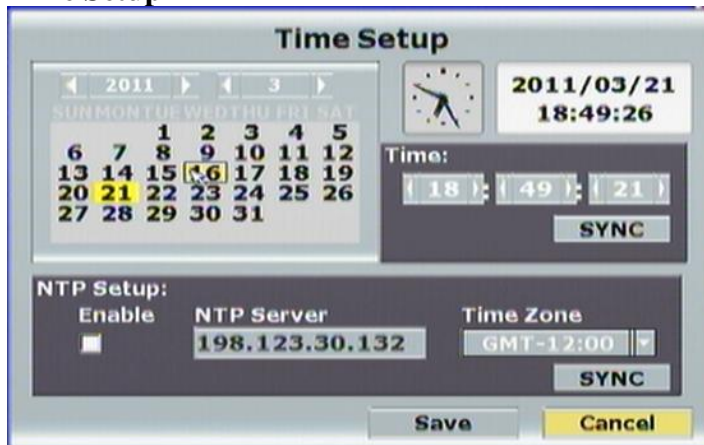 Time Setup
2011 3
SUN MON TUE WED THU FRI SAT
1 2 3 4 5
6 7 8 9 10 11 12
13 14 15 16 17 18 19
20 21 22 23 24 25 26
27 28 29 30 31
2011/03/21
18:49:26
Time:
18 : 49 : 21
SYNC
NTP Setup:
Enable NTP Server Time Zone
198.123.30.132 GMT-12:00
SYNC
Save Cancel